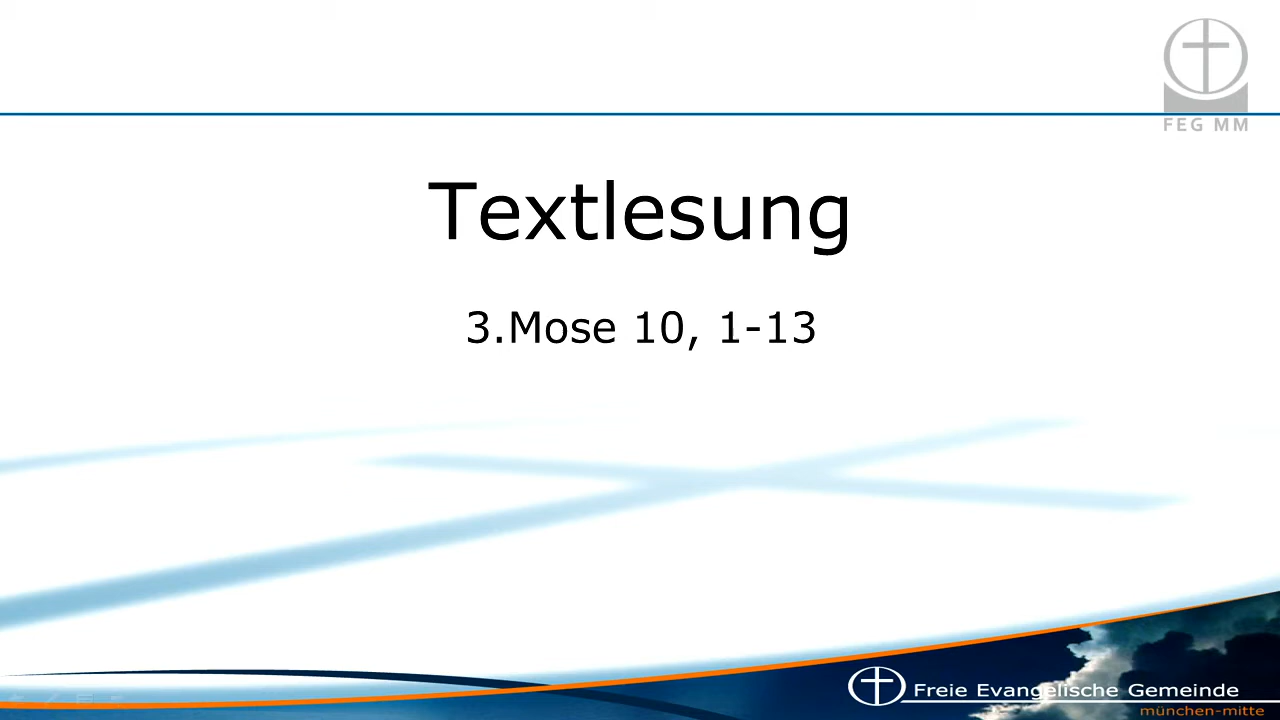 FEG MM
Textlesung
3.Mose 10, 1-13
Freie Evangelische Gemeinde
münchen-mitte